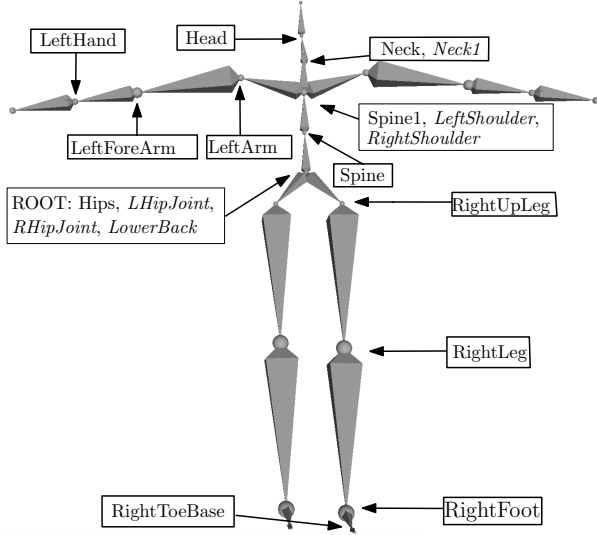 LeftHand
Head
Neck, Neck1
Spine1, LeftShoulder,
RightShoulder
LeftForeArm
LeftArm
Spine
ROOT: Hips, LHipJoint,
RHipJoint, LowerBack
RightUpLeg
RightLeg
RightToeBase
RightFoot